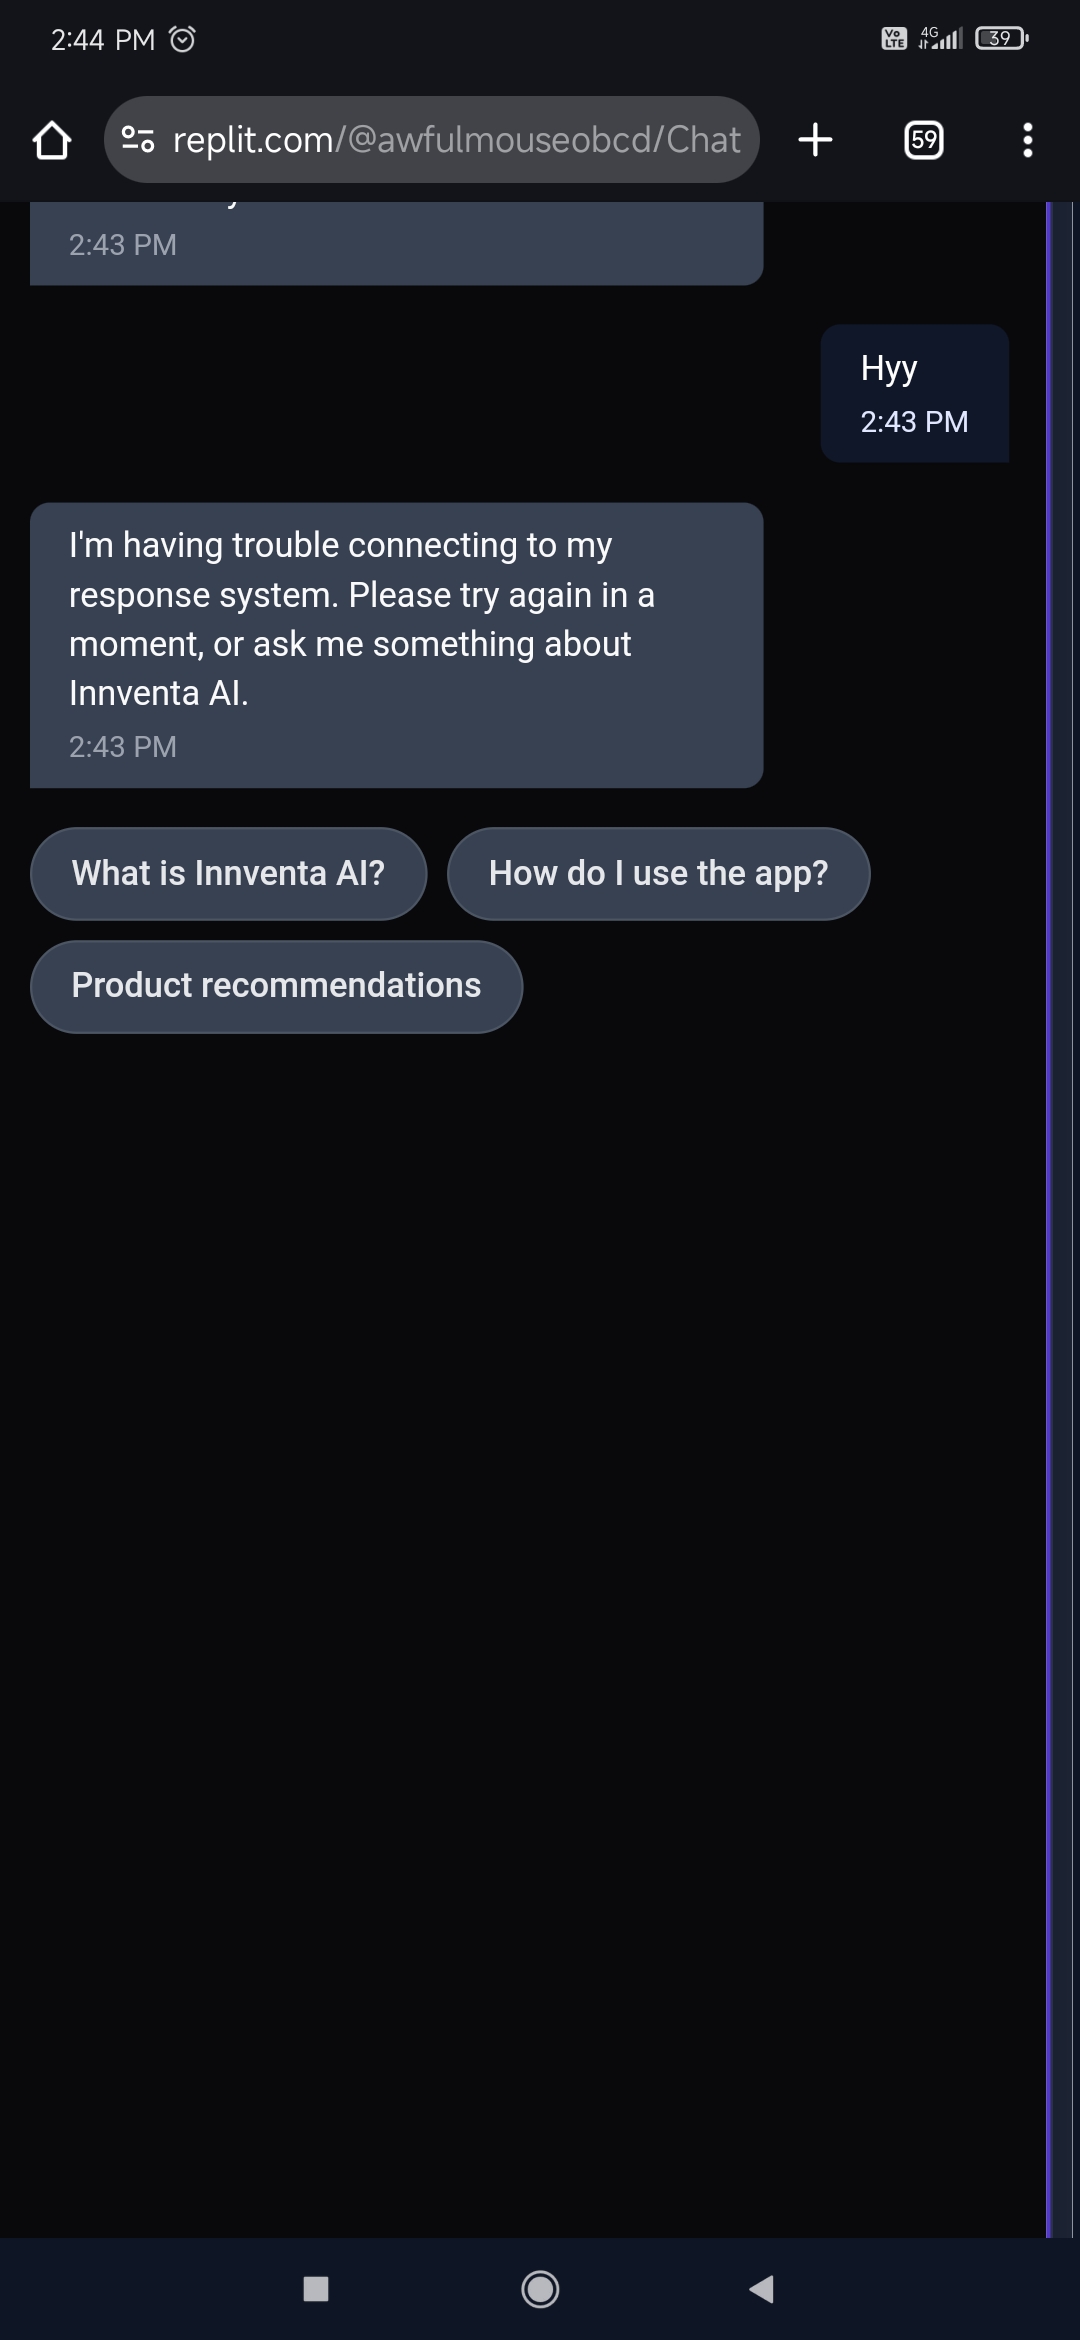 2:44 PM
Vo LTE 4G 39
replit.com/@awfulmouseobcd/Chat
59
2:43 PM
Hyy
2:43 PM
I'm having trouble connecting to my
response system. Please try again in a
moment, or ask me something about
Innventa AI.
2:43 PM
What is Innventa AI? How do I use the app?
Product recommendations